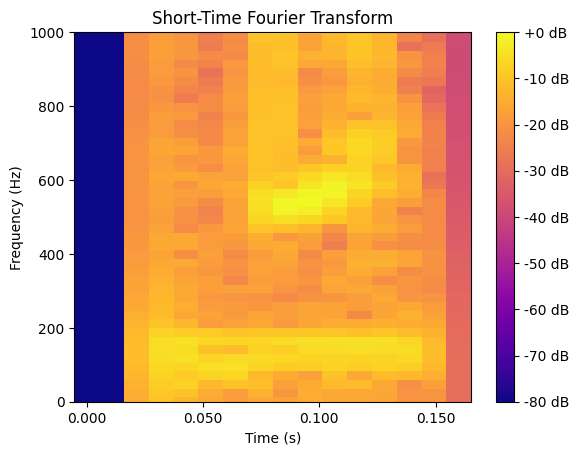 Short-Time Fourier Transform
Frequency (Hz)
1000
800
600
400
200
0
0.000
0.050
0.100
0.150
Time (s)
+0 dB
-10 dB
-20 dB
-30 dB
-40 dB
-50 dB
-60 dB
-70 dB
-80 dB